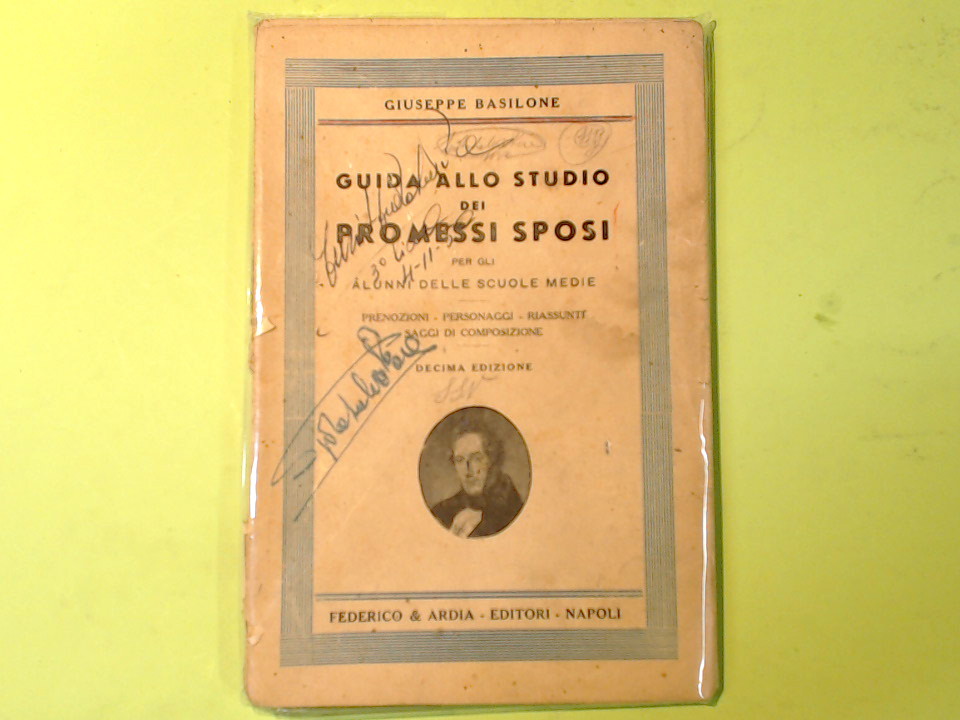 GIUSEPPE BASILONE
GUIDA ALLO STUDIO
DEI
PROMESSI SPOSI
PER GLI
ALUNNI DELLE SCUOLE MEDIE
PRENOZIONI - PERSONAGGI - RIASSUNTI
SAGGI DI COMPOSIZIONE
DECIMA EDIZIONE
FEDERICO & ARDIA - EDITORI - NAPOLI